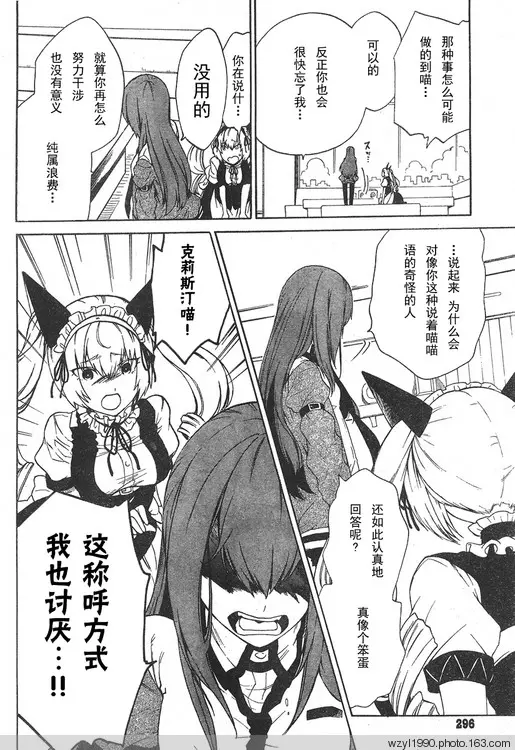 那种事怎么可能
做的到喵…
可以的
反正你也会
很快忘了我…
你在说什…
没用的
就算你再怎么
努力干涉
也没有意义
纯属浪费…
…说起来 为什么会
对像你这种说着喵喵
语的奇怪的人
还如此认真地
回答呢?
真像个笨蛋
克莉斯汀喵!
这称呼方式
我也讨厌…!!
296
wzyl1990.photo.163.com